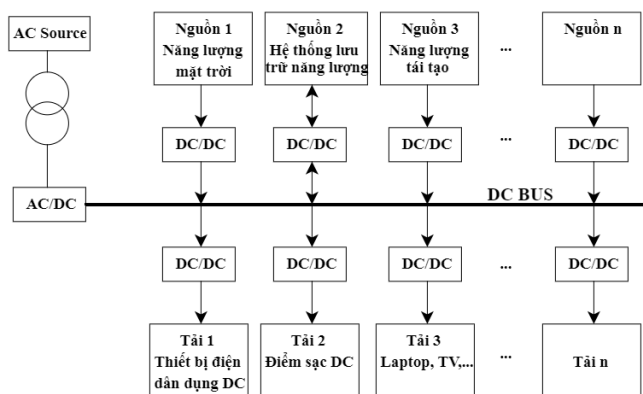 AC Source
Nguồn 1
Năng lượng
mặt trời
Nguồn 2
Hệ thống lưu
trữ năng lượng
Nguồn 3
Năng lượng
tái tạo
...
Nguồn n
DC/DC
DC/DC
DC/DC
...
DC/DC
AC/DC
DC BUS
DC/DC
DC/DC
DC/DC
...
DC/DC
Tải 1
Thiết bị điện
dân dụng DC
Tải 2
Điểm sạc DC
Tải 3
Laptop, TV,...
...
Tải n